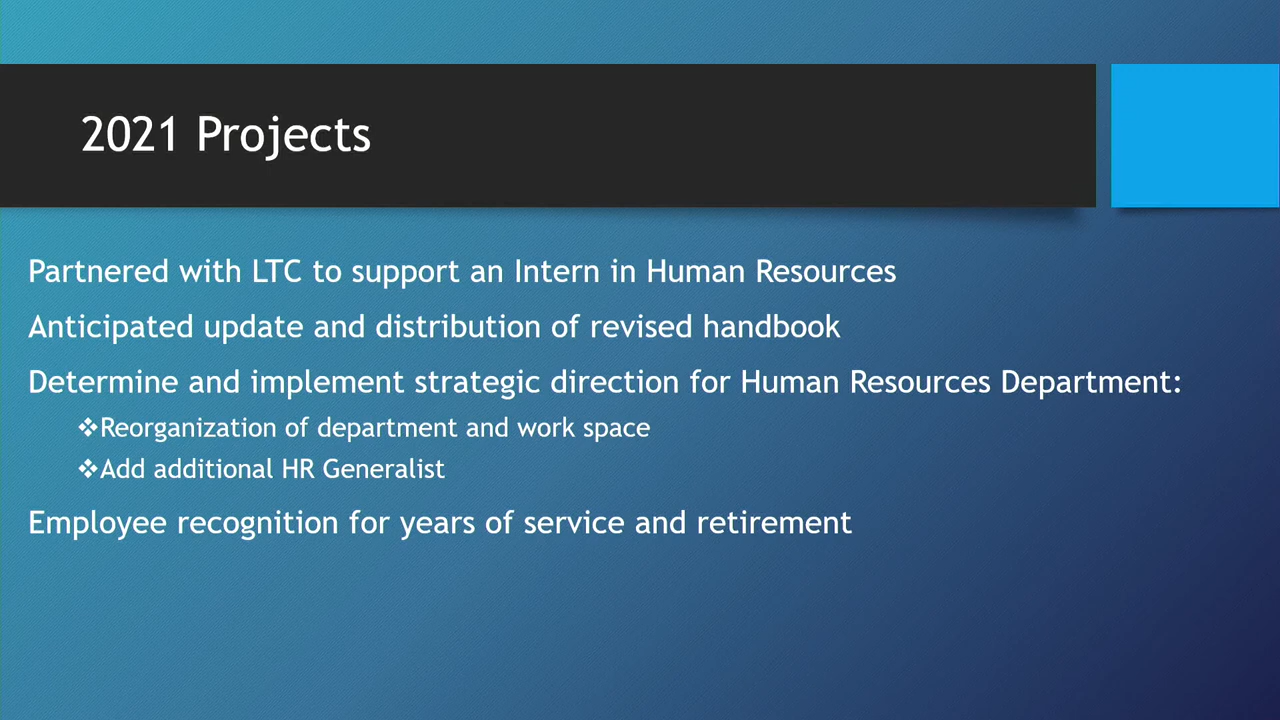 2021 Projects
Partnered with LTC to support an Intern in Human Resources
Anticipated update and distribution of revised handbook
Determine and implement strategic direction for Human Resources Department:
❖Reorganization of department and work space
❖Add additional HR Generalist
Employee recognition for years of service and retirement